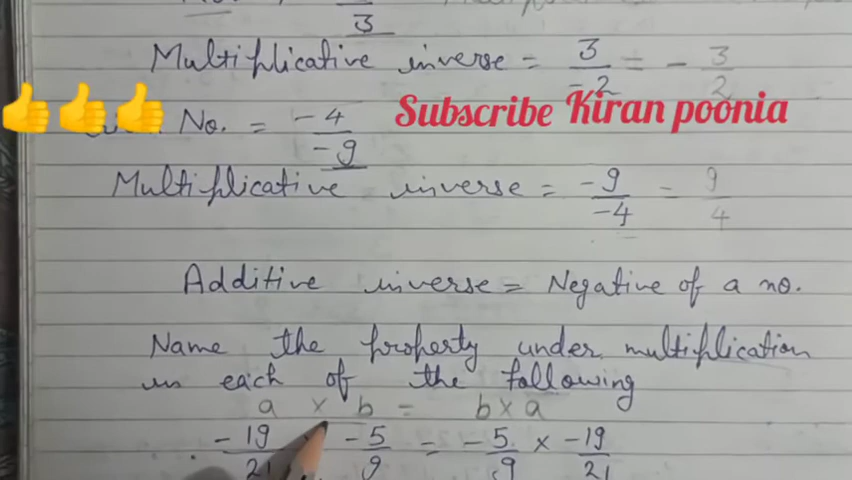 3
Multiplicative inverse = 3/-2 = - 3/2
Subscribe Kiran poonia
No. = -4/-9
Multiplicative inverse = -9/-4 = 9/4
Additive inverse = Negative of a no.
Name the property under multiplication
in each of the following
a × b = b×a
-19/21 -5/9 = -5/9 × -19/21